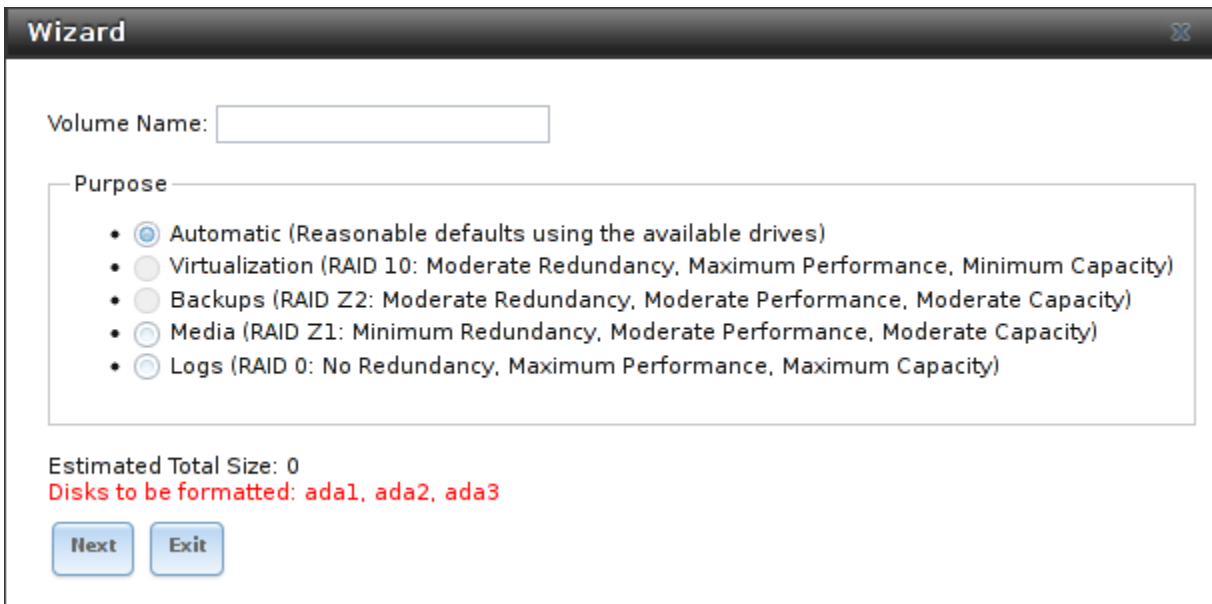 Wizard
Volume Name:
Purpose
Automatic (Reasonable defaults using the available drives)
Virtualization (RAID 10: Moderate Redundancy, Maximum Performance, Minimum Capacity)
Backups (RAID Z2: Moderate Redundancy, Moderate Performance, Moderate Capacity)
Media (RAID Z1: Minimum Redundancy, Moderate Performance, Moderate Capacity)
Logs (RAID 0: No Redundancy, Maximum Performance, Maximum Capacity)
Estimated Total Size: 0
Disks to be formatted: ada1, ada2, ada3
Next Exit